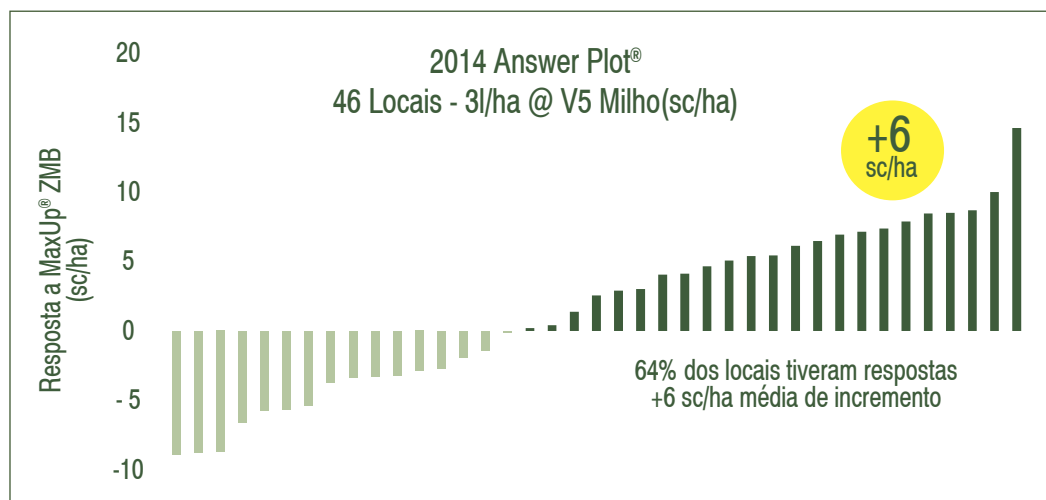 2014 Answer Plot®
46 Locais - 3l/ha @ V5 Milho(sc/ha)
Resposta a MaxUp® ZMB
(sc/ha)
20
15
10
5
0
- 5
-10
+6
sc/ha
64% dos locais tiveram respostas
+6 sc/ha média de incremento